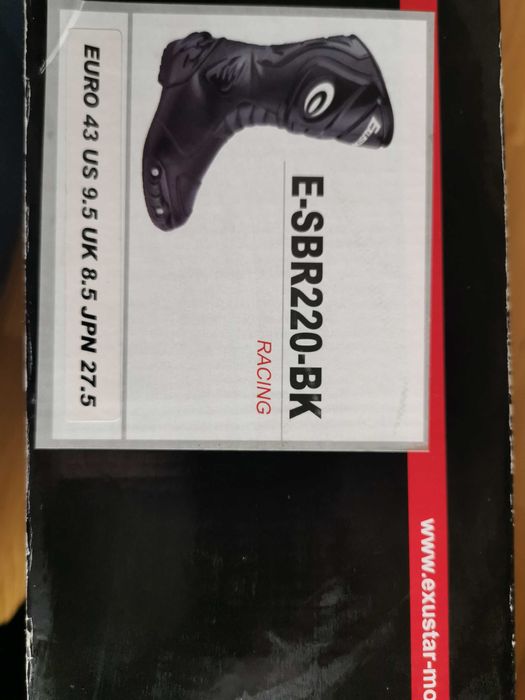 www.exustar-mo
E-SBR220-BK
RACING
EURO 43 US 9.5 UK 8.5 JPN 27.5